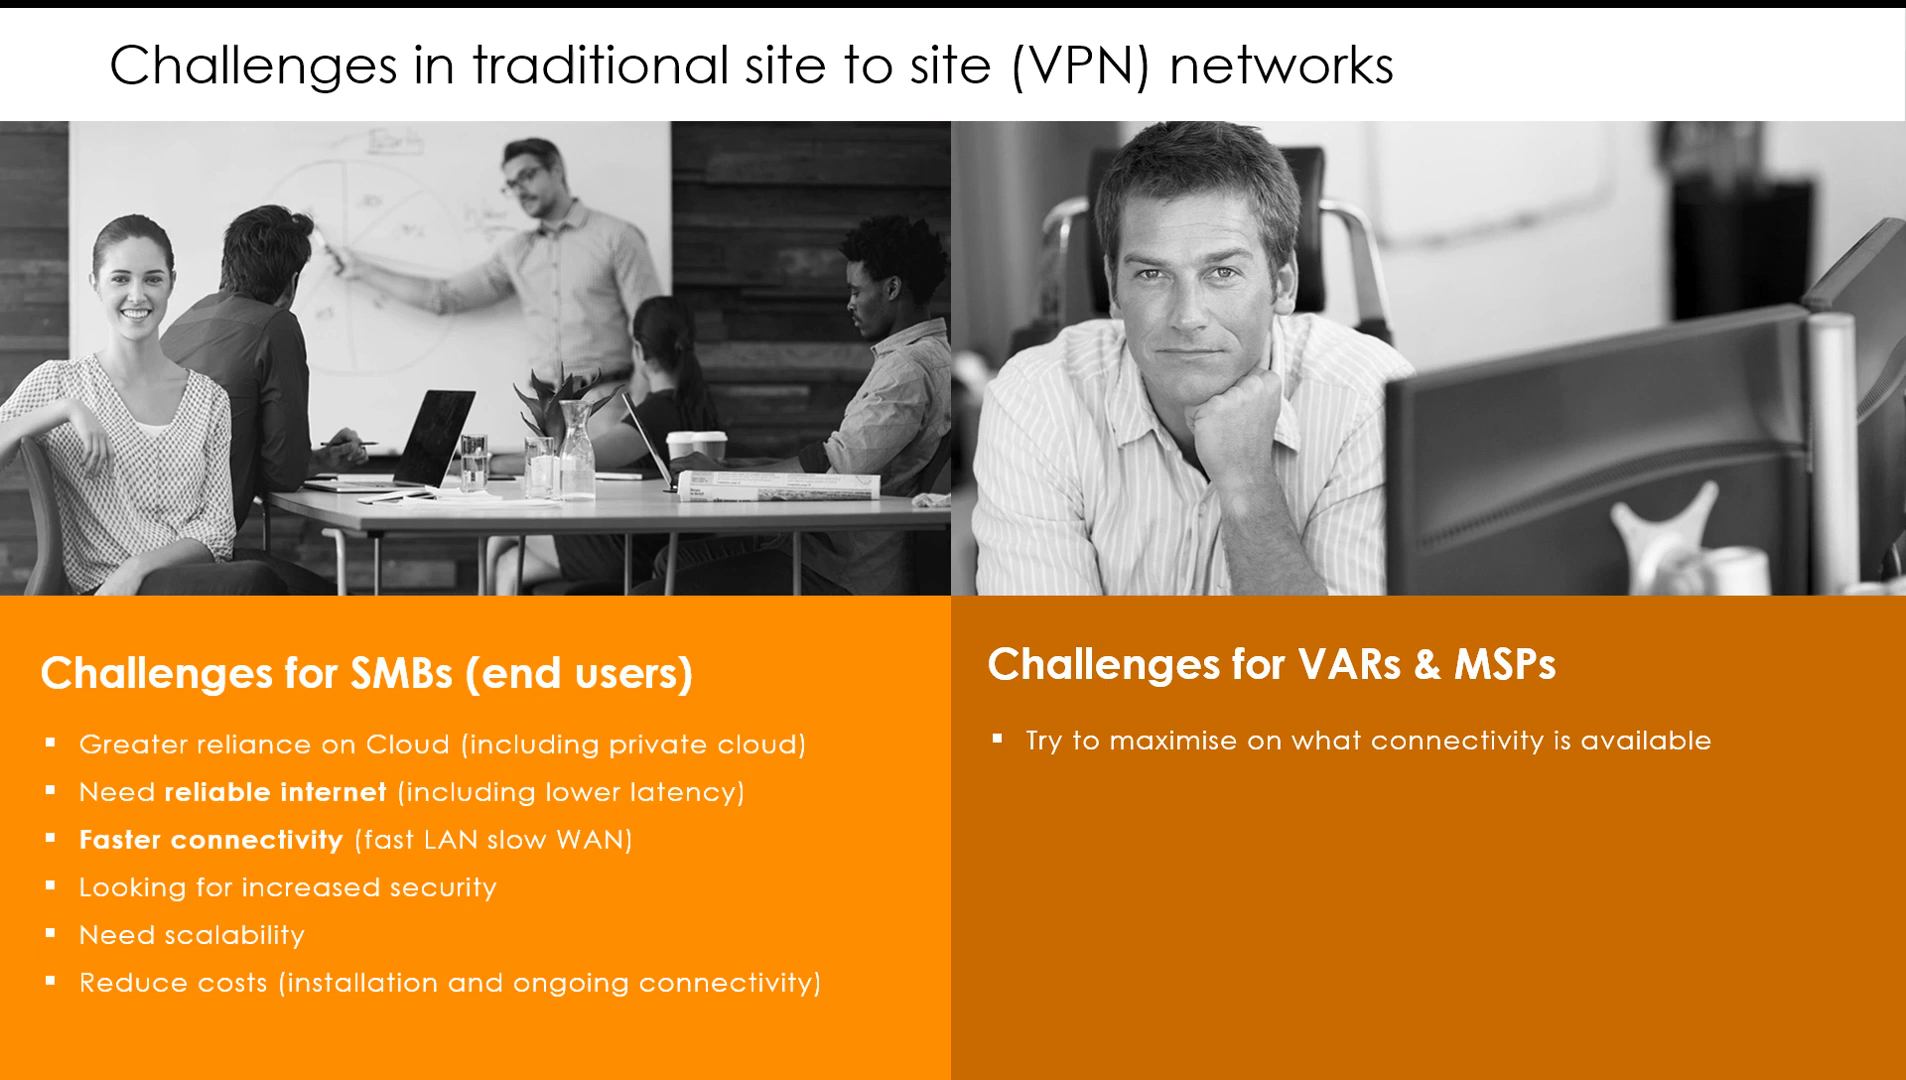 Challenges in traditional site to site (VPN) networks
Challenges for SMBs (end users)
▪ Greater reliance on Cloud (including private cloud)
▪ Need reliable internet (including lower latency)
▪ Faster connectivity (fast LAN slow WAN)
▪ Looking for increased security
▪ Need scalability
▪ Reduce costs (installation and ongoing connectivity)
Challenges for VARs & MSPs
▪ Try to maximise on what connectivity is available